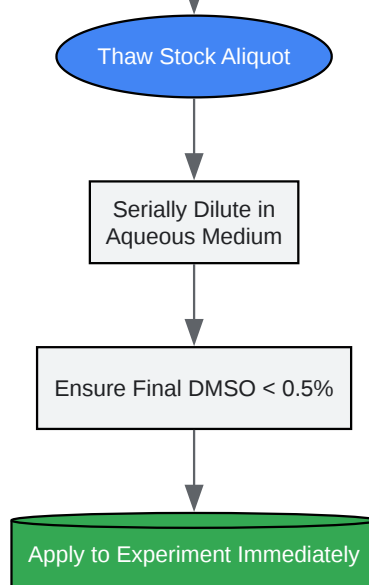 Thaw Stock Aliquot
Serially Dilute in
Aqueous Medium
Ensure Final DMSO < 0.5%
Apply to Experiment Immediately